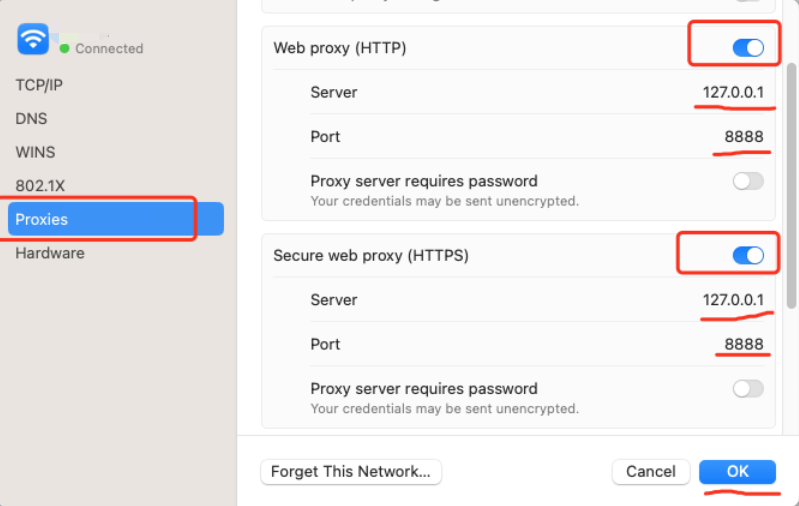 Connected
TCP/IP
DNS
WINS
802.1X
Proxies
Hardware
Web proxy (HTTP)
Server 127.0.0.1
Port 8888
Proxy server requires password
Your credentials may be sent unencrypted.
Secure web proxy (HTTPS)
Server 127.0.0.1
Port 8888
Proxy server requires password
Your credentials may be sent unencrypted.
Forget This Network... Cancel OK